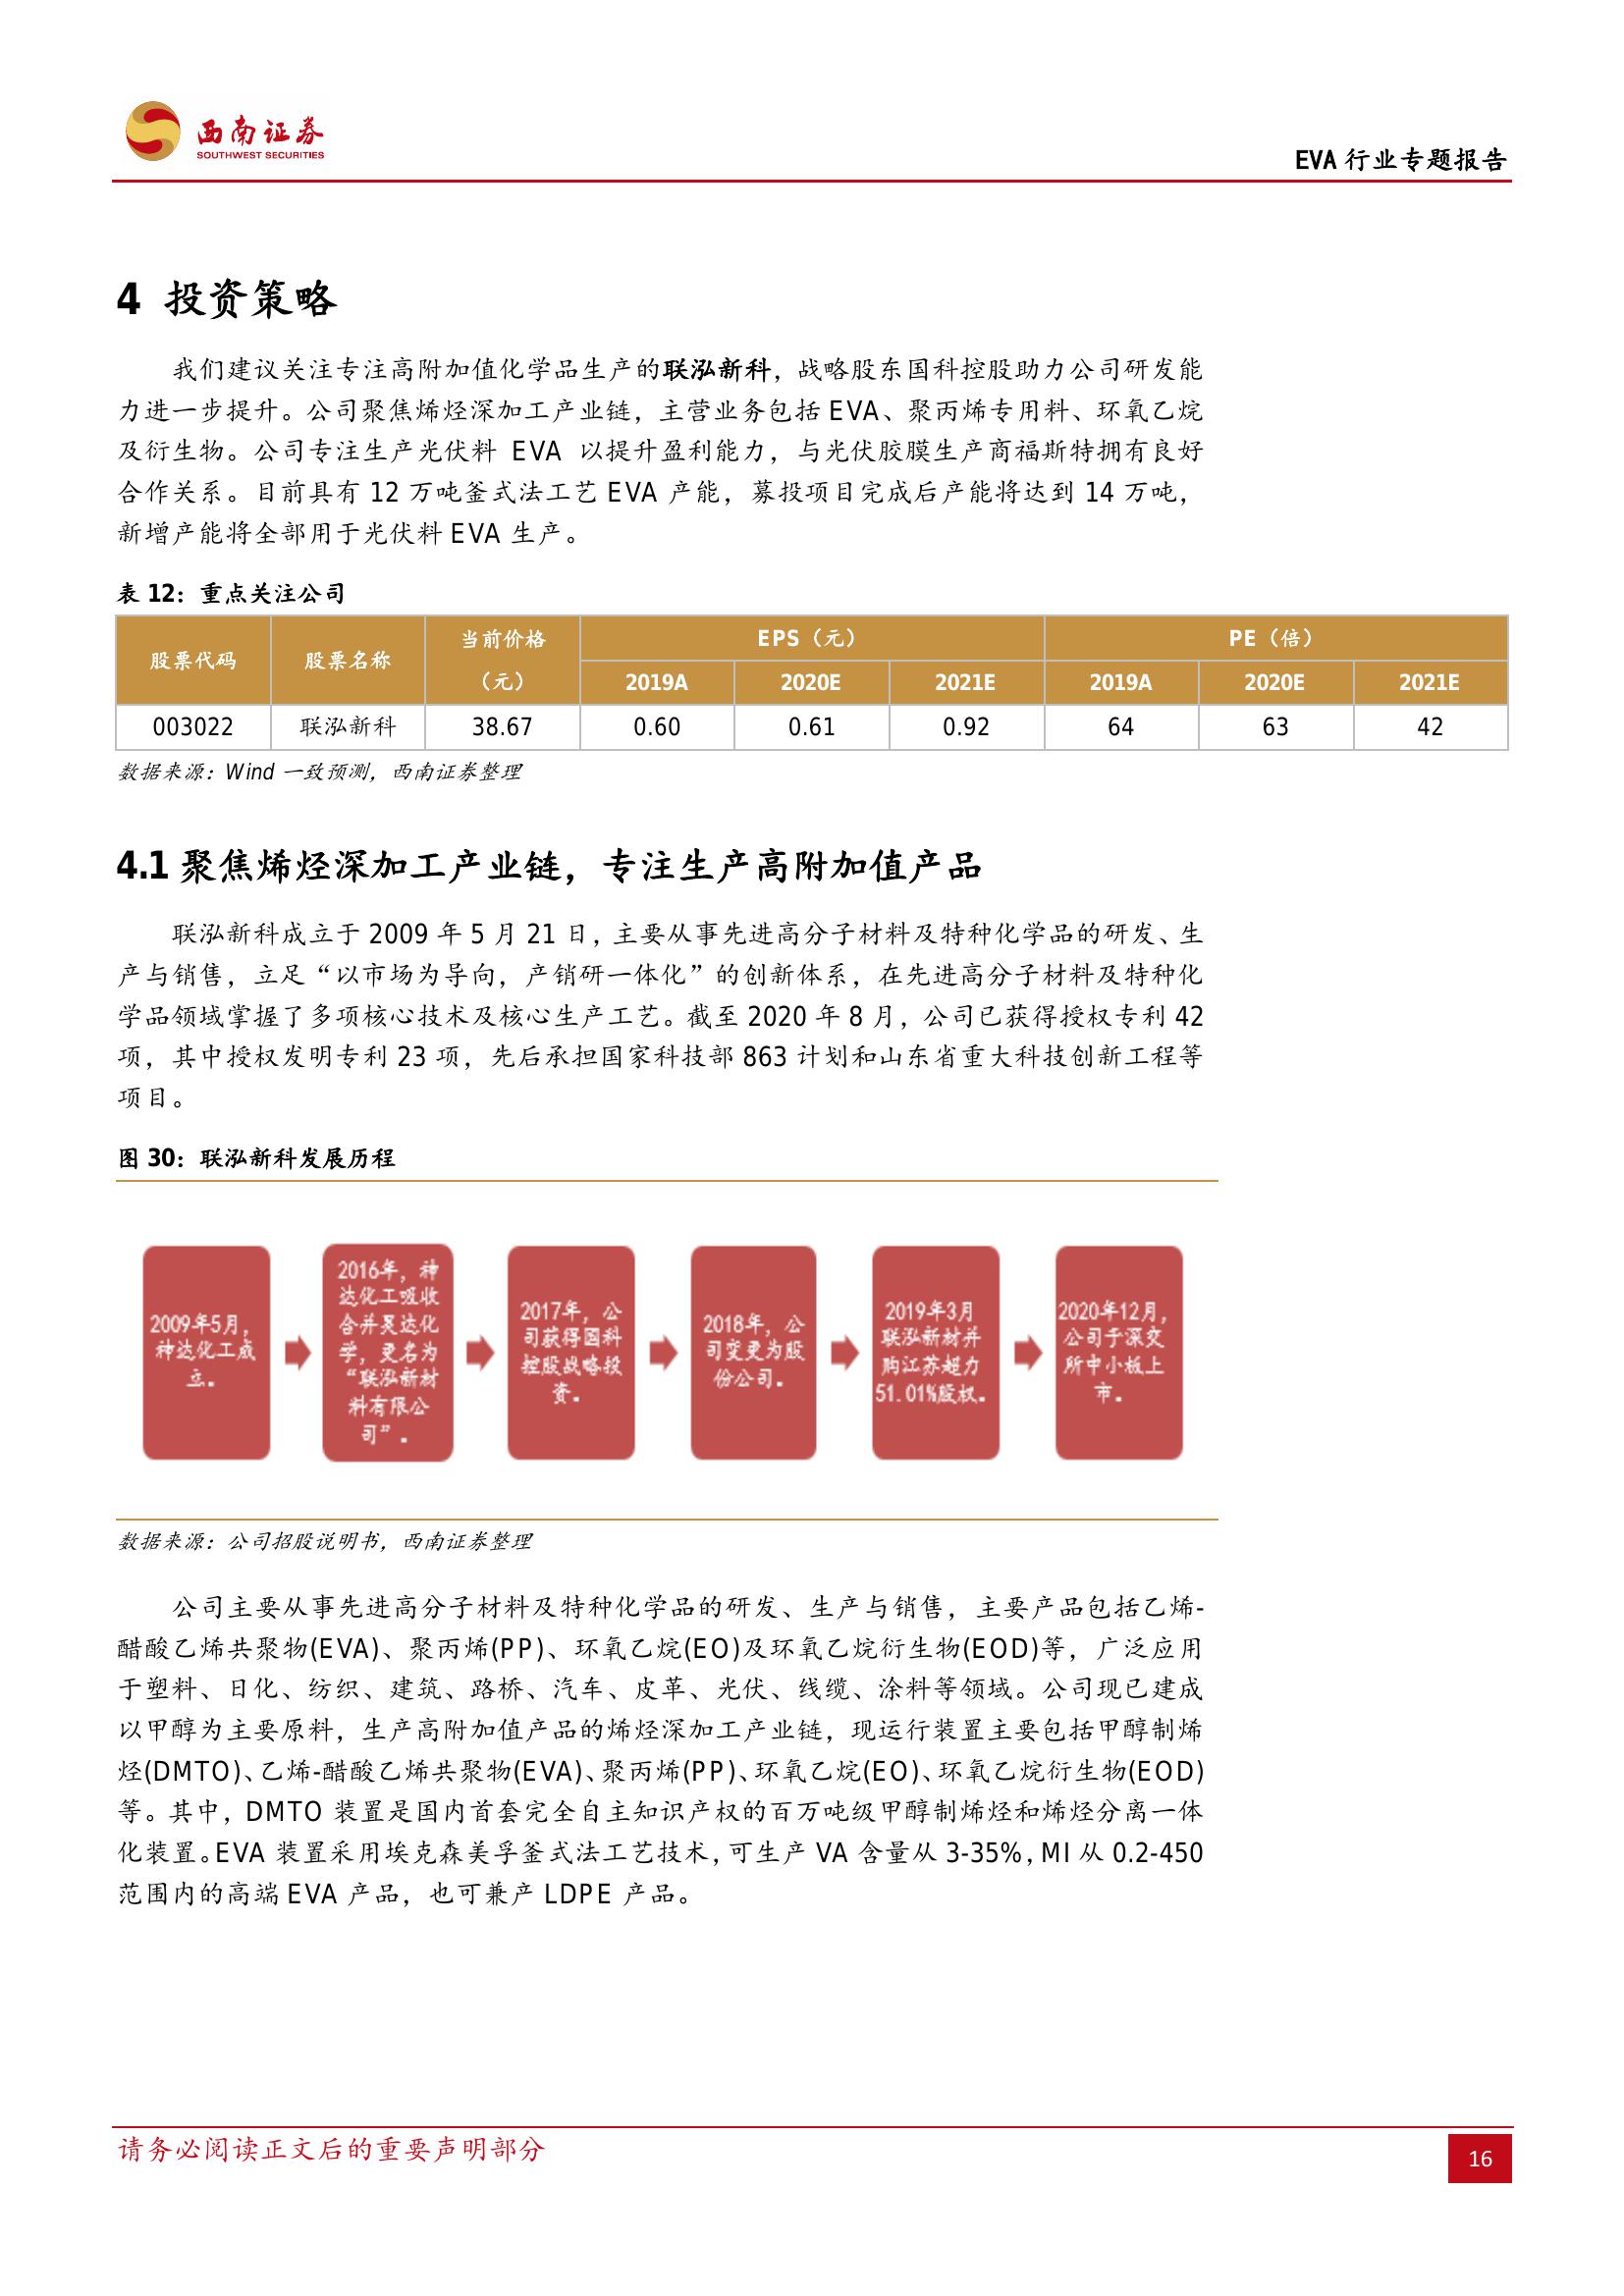 西南证券
SOUTHWEST SECURITIES
EVA 行业专题报告
4 投资策略
我们建议关注专注高附加值化学品生产的联泓新科，战略股东国科控股助力公司研发能
力进一步提升。公司聚焦烯烃深加工产业链，主营业务包括 EVA、聚丙烯专用料、环氧乙烷
及衍生物。公司专注生产光伏料 EVA 以提升盈利能力，与光伏胶膜生产商福斯特拥有良好
合作关系。目前具有 12 万吨釜式法工艺 EVA 产能，募投项目完成后产能将达到 14 万吨，
新增产能将全部用于光伏料 EVA 生产。
表 12：重点关注公司
股票代码 股票名称 当前价格（元） EPS（元） PE（倍）
2019A 2020E 2021E 2019A 2020E 2021E
003022 联泓新科 38.67 0.60 0.61 0.92 64 63 42
数据来源：Wind 一致预测，西南证券整理
4.1 聚焦烯烃深加工产业链，专注生产高附加值产品
联泓新科成立于 2009 年 5 月 21 日，主要从事先进高分子材料及特种化学品的研发、生
产与销售，立足“以市场为导向，产销研一体化”的创新体系，在先进高分子材料及特种化
学品领域掌握了多项核心技术及核心生产工艺。截至 2020 年 8 月，公司已获得授权专利 42
项，其中授权发明专利 23 项，先后承担国家科技部 863 计划和山东省重大科技创新工程等
项目。
图 30：联泓新科发展历程
2009年5月，
神达化工成
立。
2016年，神
达化工吸收
合并昊达化
学，更名为
“联泓新材
料有限公
司”。
2017年，公
司获得国科
控股战略投
资。
2018年，公
司变更为股
份公司。
2019年3月
联泓新材并
购江苏超力
51.01%股权。
2020年12月，
公司于深交
所中小板上
市。
数据来源：公司招股说明书，西南证券整理
公司主要从事先进高分子材料及特种化学品的研发、生产与销售，主要产品包括乙烯-
醋酸乙烯共聚物(EVA)、聚丙烯(PP)、环氧乙烷(EO)及环氧乙烷衍生物(EOD)等，广泛应用
于塑料、日化、纺织、建筑、路桥、汽车、皮革、光伏、线缆、涂料等领域。公司现已建成
以甲醇为主要原料，生产高附加值产品的烯烃深加工产业链，现运行装置主要包括甲醇制烯
烃(DMTO)、乙烯-醋酸乙烯共聚物(EVA)、聚丙烯(PP)、环氧乙烷(EO)、环氧乙烷衍生物(EOD)
等。其中，DMTO 装置是国内首套完全自主知识产权的百万吨级甲醇制烯烃和烯烃分离一体
化装置。EVA 装置采用埃克森美孚釜式法工艺技术，可生产 VA 含量从 3-35%，MI 从 0.2-450
范围内的高端 EVA 产品，也可兼产 LDPE 产品。
请务必阅读正文后的重要声明部分
16